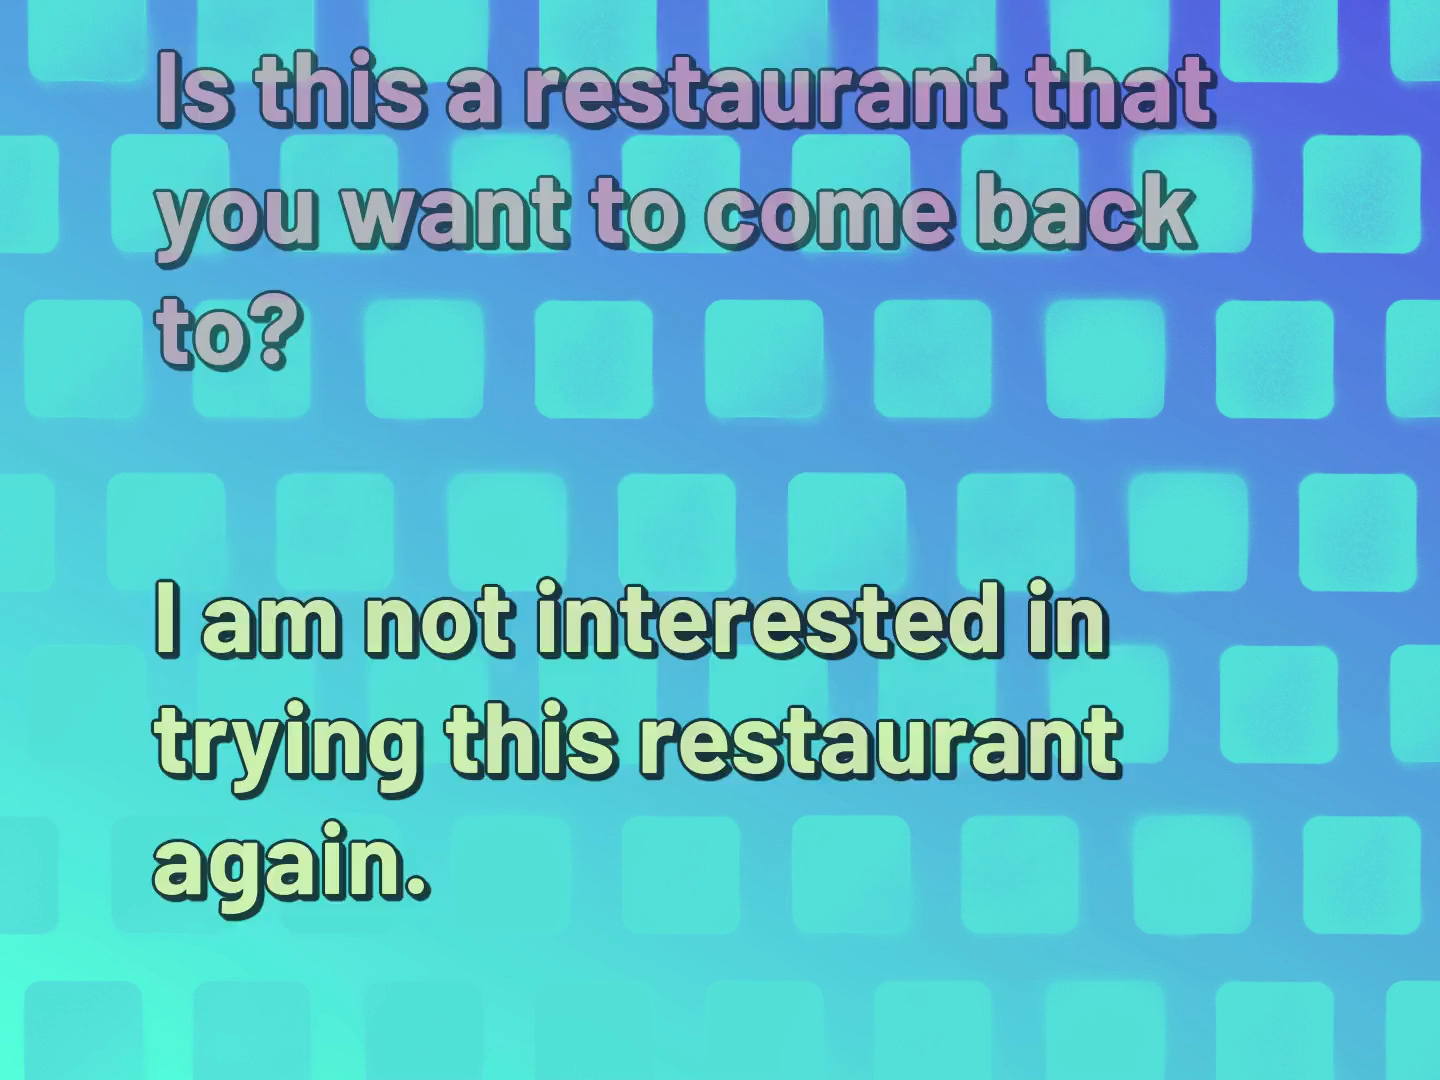 Is this a restaurant that
you want to come back
to?
I am not interested in
trying this restaurant
again.